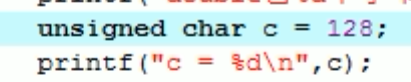 unsigned char c = 128;
printf("c = %d\n",c);